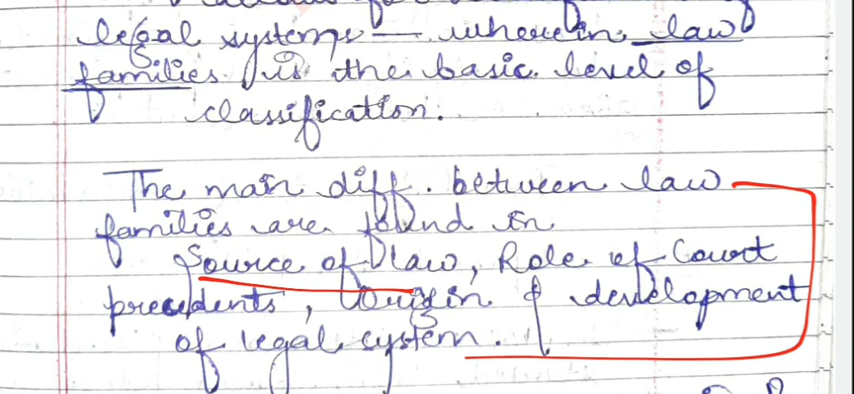 legal systems — wherein law
families is the basic level of
classification.
The main diff. between law
families are found in
Source of law, Role of Court
precedents, Origin & development
of legal system.